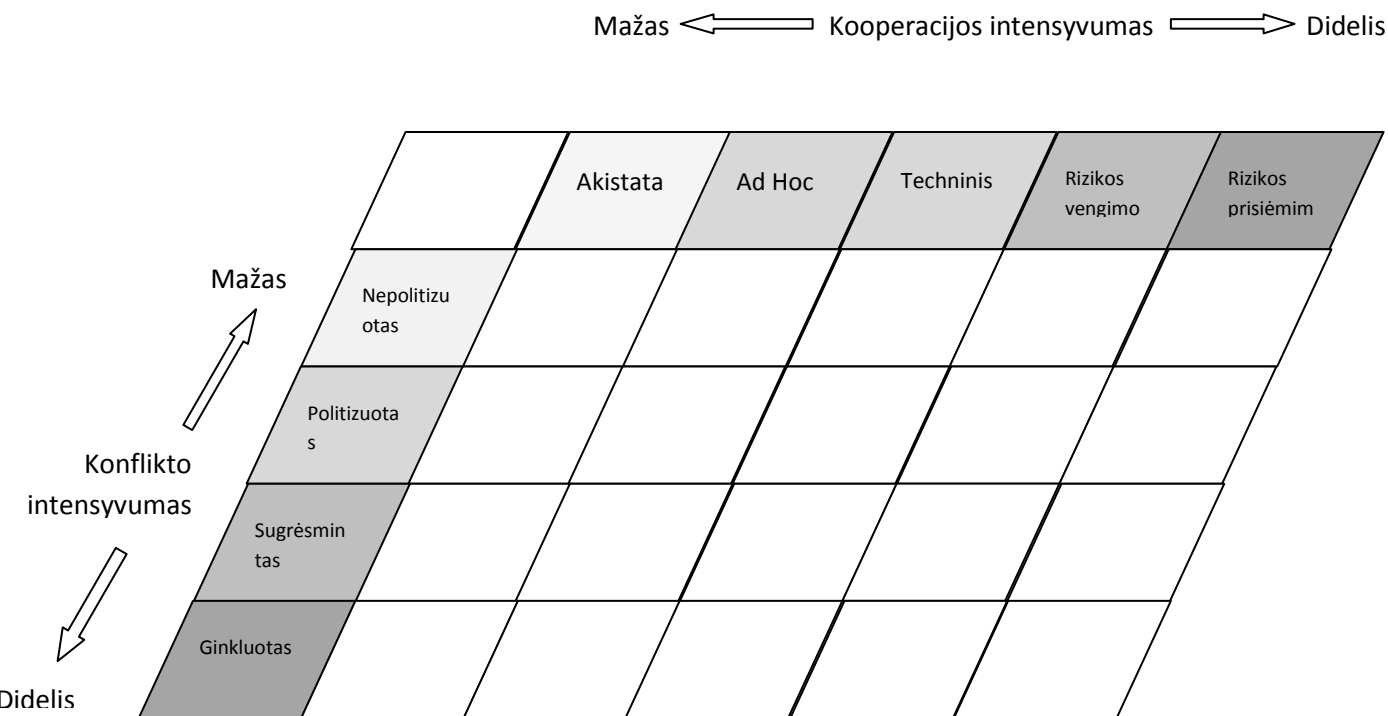 Mažas Kooperacijos intensyvumas Didelis
Akistata
Ad Hoc
Techninis
Rizikos
vengimo
Rizikos
prisiėmim
Mažas
Nepolitizu
otas
Politizuota
s
Konflikto
intensyvumas
Sugrėsmin
tas
Ginkluotas
Didelis